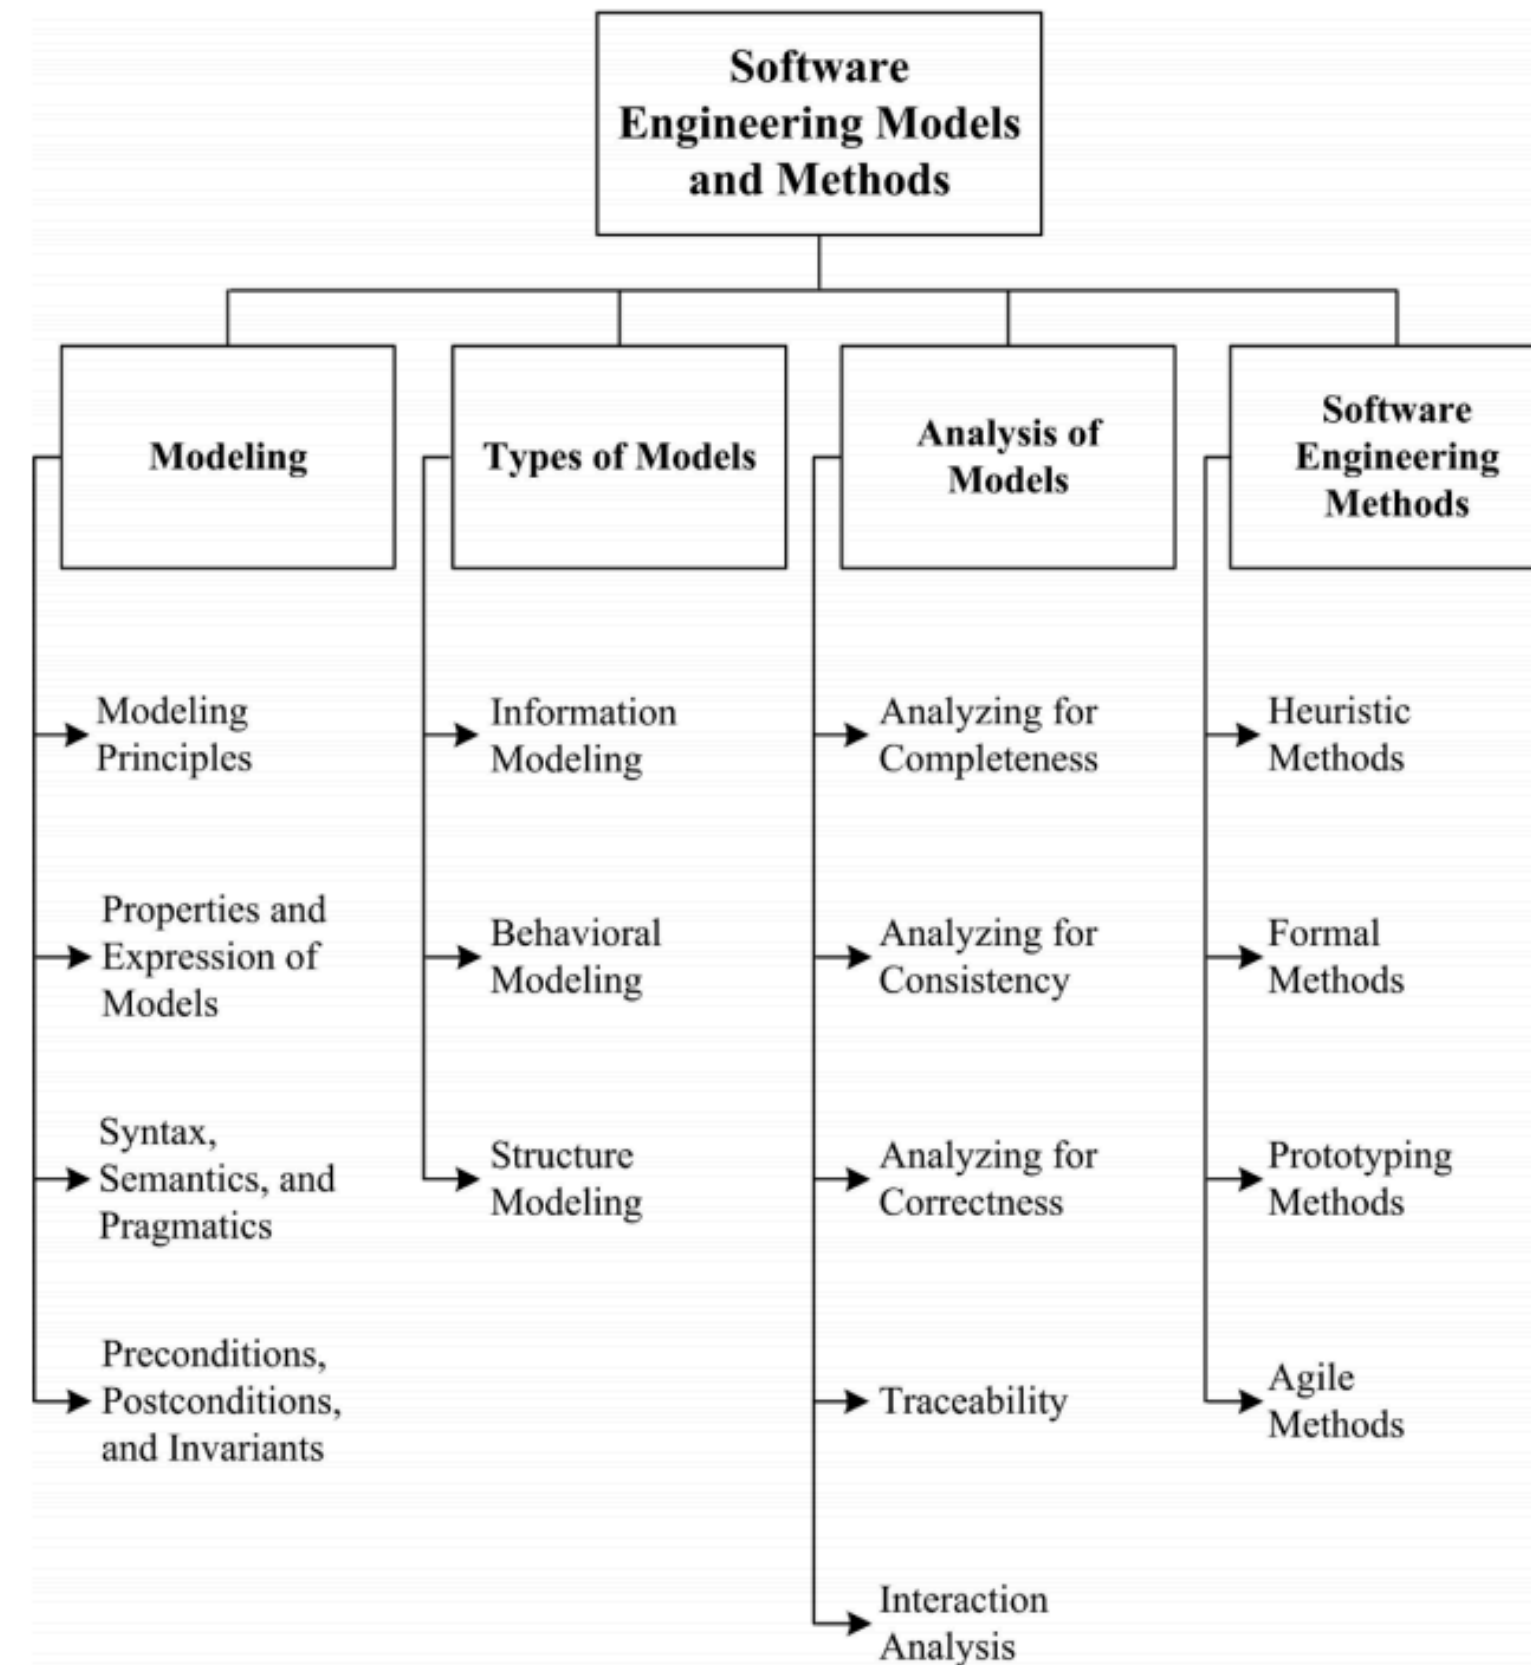 Software
Engineering Models
and Methods
Modeling
Types of Models
Analysis of
Models
Software
Engineering
Methods
Modeling
Principles
Properties and
Expression of
Models
Syntax,
Semantics, and
Pragmatics
Preconditions,
Postconditions,
and Invariants
Information
Modeling
Behavioral
Modeling
Structure
Modeling
Analyzing for
Completeness
Analyzing for
Consistency
Analyzing for
Correctness
Traceability
Interaction
Analysis
Heuristic
Methods
Formal
Methods
Prototyping
Methods
Agile
Methods